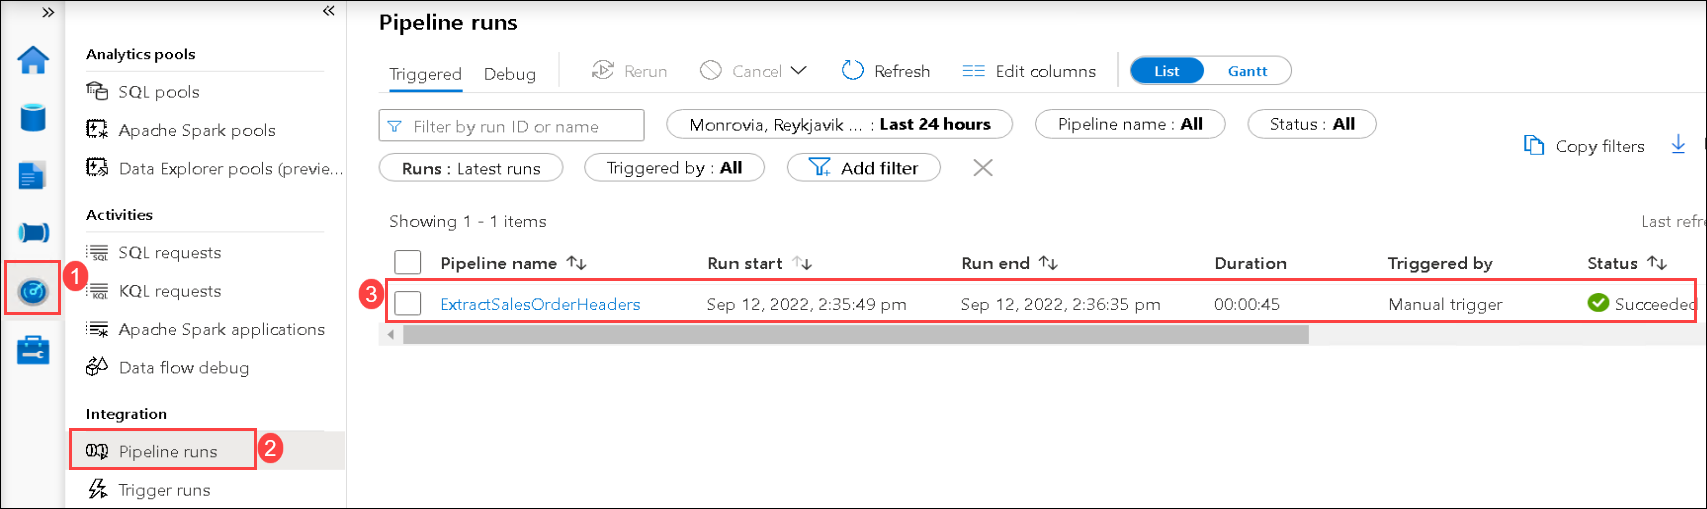 »
«
Analytics pools
SQL pools
Apache Spark pools
Data Explorer pools (previe...
Activities
SQL requests
KQL requests
Apache Spark applications
Data flow debug
Integration
Pipeline runs
Trigger runs
1
2
Pipeline runs
Triggered Debug Rerun Cancel Refresh Edit columns List Gantt
Filter by run ID or name Monrovia, Reykjavik ... : Last 24 hours Pipeline name : All Status : All
Runs : Latest runs Triggered by : All Add filter Copy filters
Showing 1 - 1 items Last refre
Pipeline name Run start Run end Duration Triggered by Status
3 ExtractSalesOrderHeaders Sep 12, 2022, 2:35:49 pm Sep 12, 2022, 2:36:35 pm 00:00:45 Manual trigger Succeeded